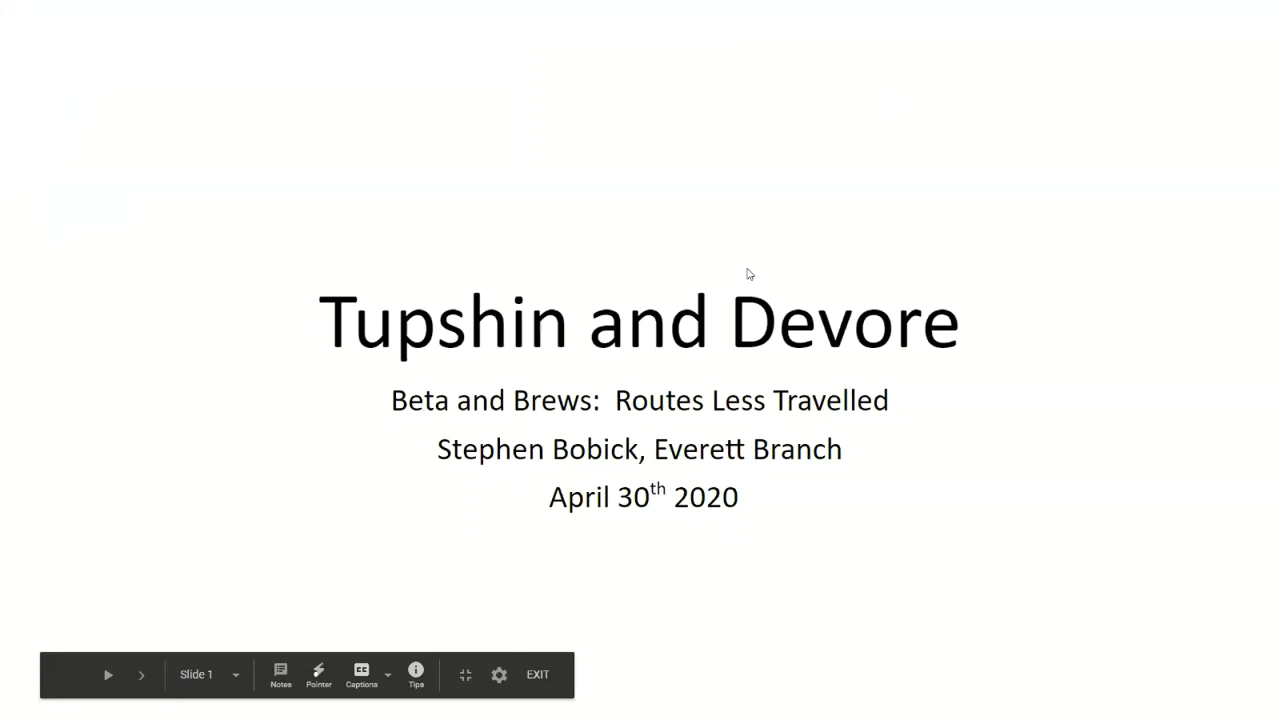 Tupshin and Devore
Beta and Brews: Routes Less Travelled
Stephen Bobick, Everett Branch
April 30th 2020
Slide 1
Notes
Pointer
CC
Captions
Tips
EXIT